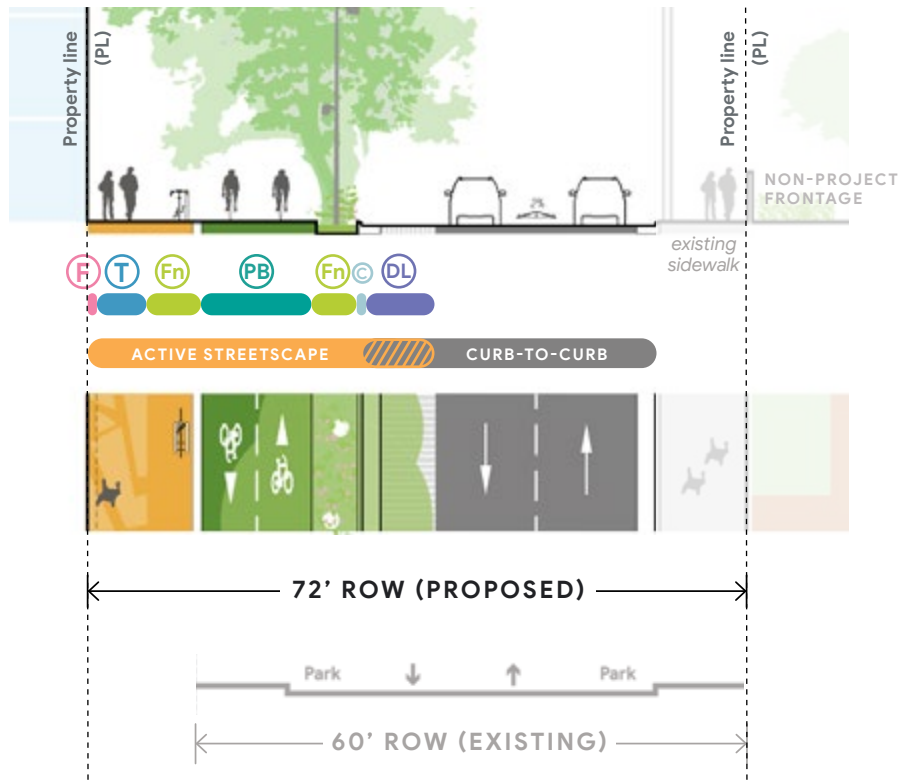 Property line
(PL)
Property line
(PL)
NON-PROJECT
FRONTAGE
2%
existing
sidewalk
F T Fn PB Fn C DL
ACTIVE STREETSCAPE CURB-TO-CURB
72’ ROW (PROPOSED)
Park Park
60’ ROW (EXISTING)